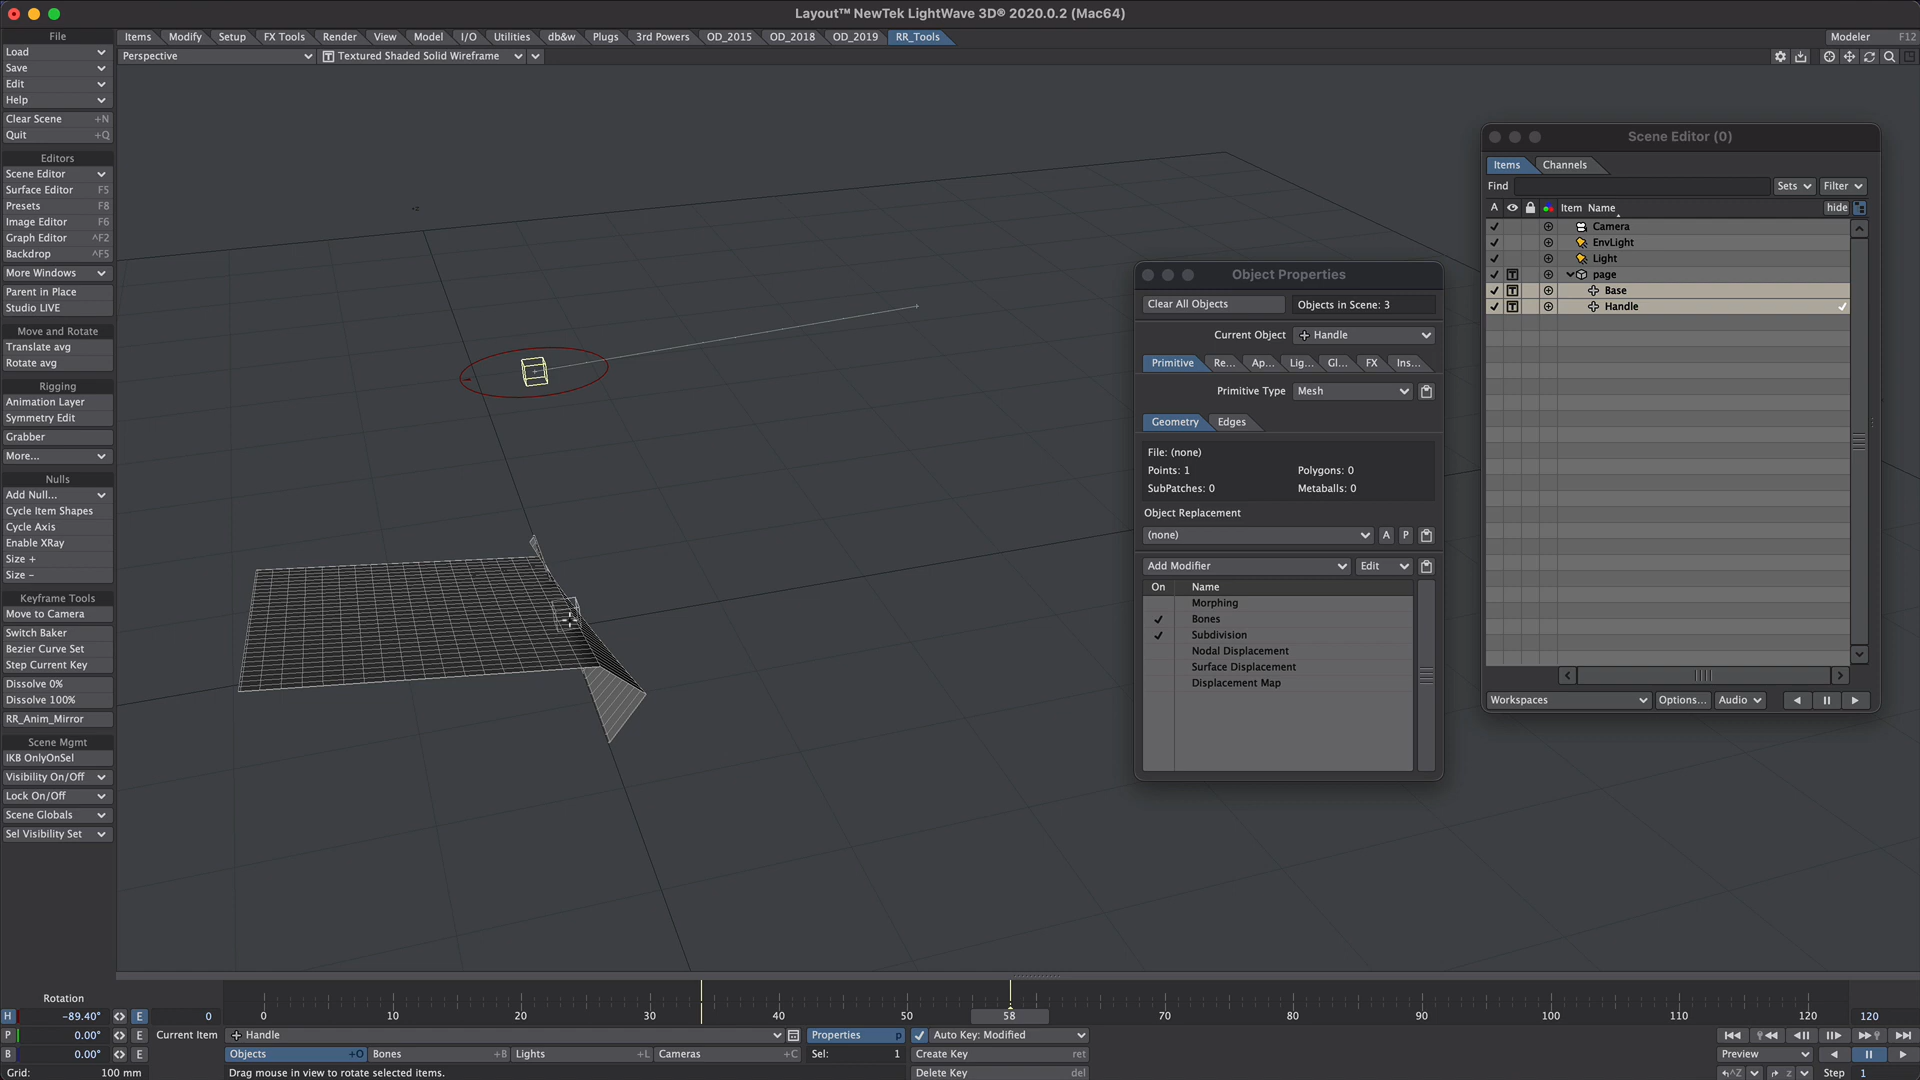 Layout™ NewTek LightWave 3D® 2020.0.2 (Mac64)
File
Items Modify Setup FX Tools Render View Model I/O Utilities db&w Plugs 3rd Powers OD_2015 OD_2018 OD_2019 RR_Tools Modeler F12
Load
Perspective Textured Shaded Solid Wireframe
Save
Edit
Help
Clear Scene +N
Quit +Q
Editors
Scene Editor
Surface Editor F5
Presets F8
Image Editor F6
Graph Editor ^F2
Backdrop ^F5
More Windows
Parent in Place
Studio LIVE
Move and Rotate
Translate avg
Rotate avg
Rigging
Animation Layer
Symmetry Edit
Grabber
More...
Nulls
Add Null...
Cycle Item Shapes
Cycle Axis
Enable XRay
Size +
Size –
Keyframe Tools
Move to Camera
Switch Baker
Bezier Curve Set
Step Current Key
Dissolve 0%
Dissolve 100%
RR_Anim_Mirror
Scene Mgmt
IKB OnlyOnSel
Visibility On/Off
Lock On/Off
Scene Globals
Sel Visibility Set
Object Properties
Clear All Objects Objects in Scene: 3
Current Object Handle
Primitive Re... Ap... Lig... Gl... FX Ins...
Primitive Type Mesh
Geometry Edges
File: (none)
Points: 1 Polygons: 0
SubPatches: 0 Metaballs: 0
Object Replacement
(none) A P
Add Modifier Edit
On Name
Morphing
Bones
Subdivision
Nodal Displacement
Surface Displacement
Displacement Map
Scene Editor (0)
Items Channels
Find Sets Filter
A Item Name hide
Camera
EnvLight
Light
T page
T Base
T Handle
Workspaces Options... Audio
Rotation
H -89.40° E 0 0 10 20 30 40 50 58 70 80 90 100 110 120 120
P 0.00° E Current Item Handle Properties p Auto Key: Modified
B 0.00° E Objects +O Bones +B Lights +L Cameras +C Sel: 1 Create Key ret Preview
Grid: 100 mm Drag mouse in view to rotate selected items. Delete Key del ^Z z Step 1